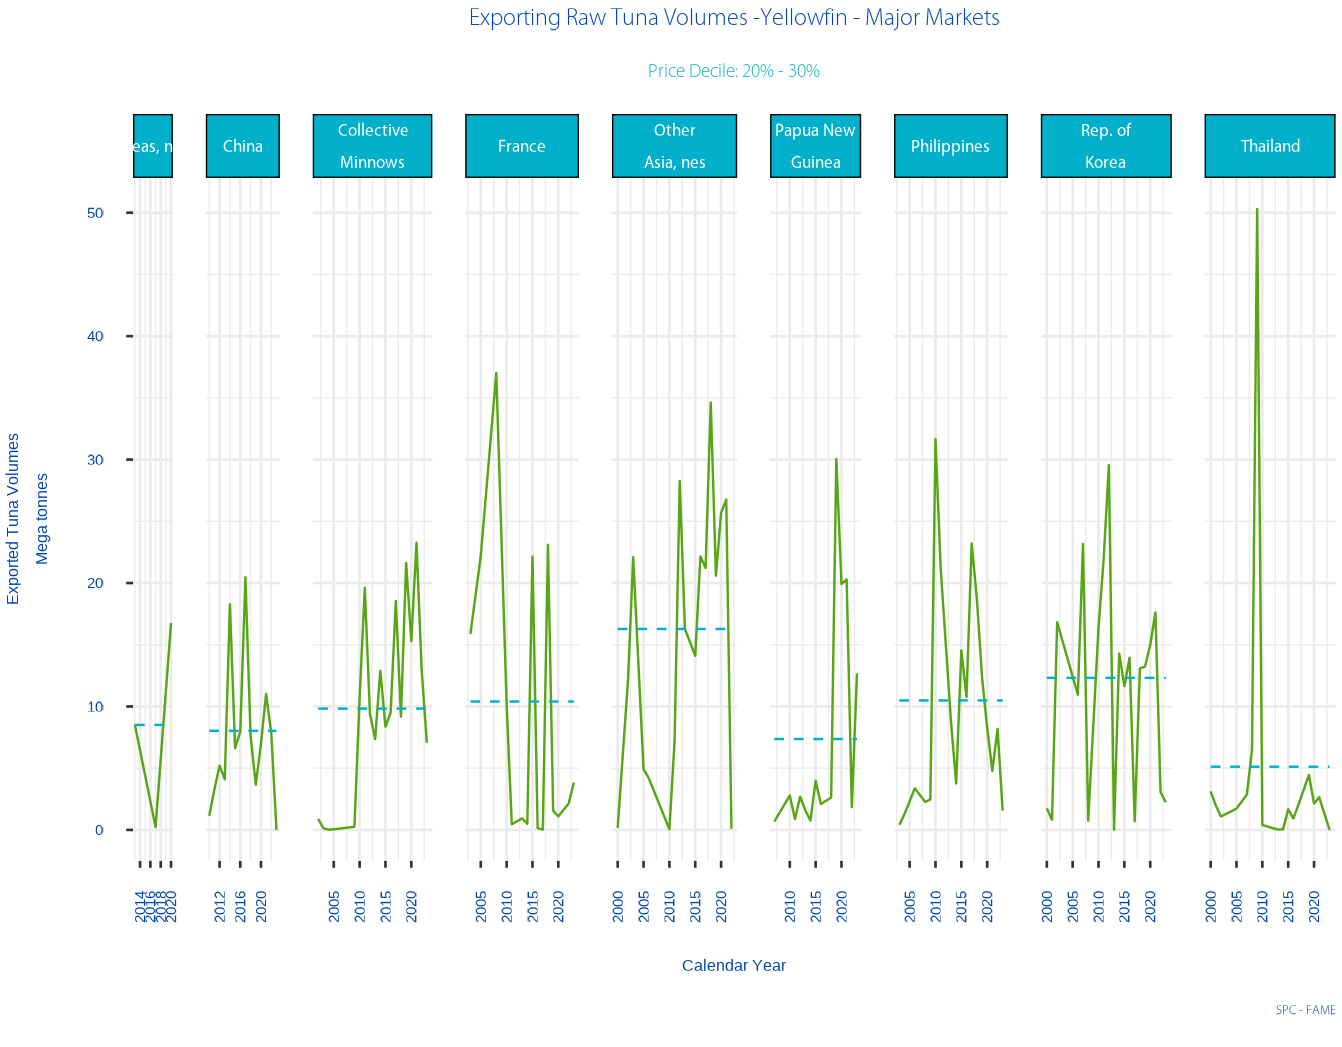 Exporting Raw Tuna Volumes -Yellowfin - Major Markets
Price Decile: 20% - 30%
eas, n
China
Collective
Minnows
France
Other
Asia, nes
Papua New
Guinea
Philippines
Rep. of
Korea
Thailand
50
40
30
20
10
0
Exported Tuna Volumes
Mega tonnes
2014 2016 2018 2020
2012 2016 2020
2005 2010 2015 2020
2005 2010 2015 2020
2000 2005 2010 2015 2020
2010 2015 2020
2005 2010 2015 2020
2000 2005 2010 2015 2020
2000 2005 2010 2015 2020
Calendar Year
SPC - FAME